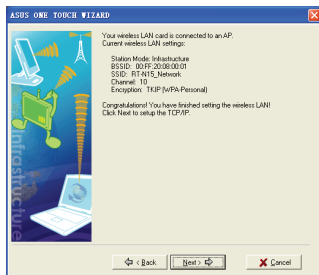 ASUS ONE TOUCH WIZARD
Your wireless LAN card is connected to an AP.
Current wireless LAN settings:
Station Mode: Infrastructure
BSSID: 00:FF:20:08:00:01
SSID: RT-N15_Network
Channel: 10
Encryption: TKIP (WPA-Personal)
Congratulations! You have finished setting the wireless LAN!
Click Next to setup the TCP/IP.
Infrastructure
< Back
Next >
Cancel